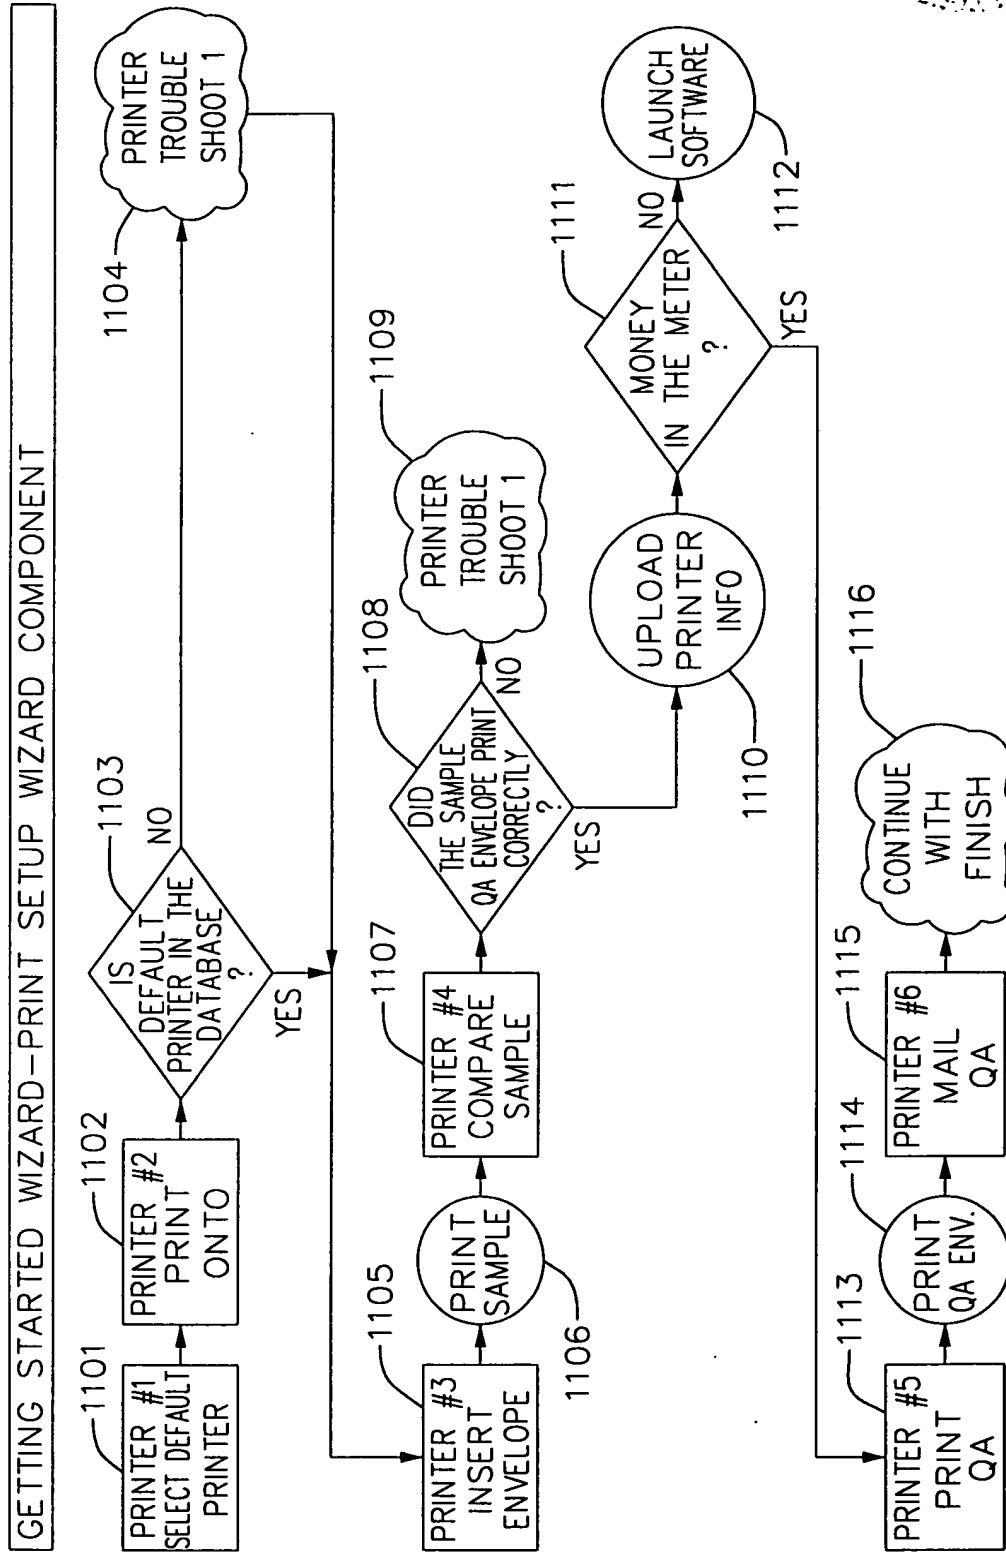 GETTING STARTED WIZARD-PRINT SETUP WIZARD COMPONENT
1101
PRINTER #1
SELECT DEFAULT
PRINTER
1102
PRINTER #2
PRINT
ONTO
1103
IS
DEFAULT
PRINTER IN THE
DATABASE
?
NO
YES
1104
PRINTER
TROUBLE
SHOOT 1
1105
PRINTER #3
INSERT
ENVELOPE
PRINT
SAMPLE
1106
1107
PRINTER #4
COMPARE
SAMPLE
1108
DID
THE SAMPLE
QA ENVELOPE PRINT
CORRECTLY
?
NO
YES
1109
PRINTER
TROUBLE
SHOOT 1
UPLOAD
PRINTER
INFO
1110
1111
MONEY
IN THE METER
?
NO
YES
LAUNCH
SOFTWARE
1112
1113
PRINTER #5
PRINT
QA
1114
PRINT
QA ENV.
1115
PRINTER #6
MAIL
QA
1116
CONTINUE
WITH
FINISH